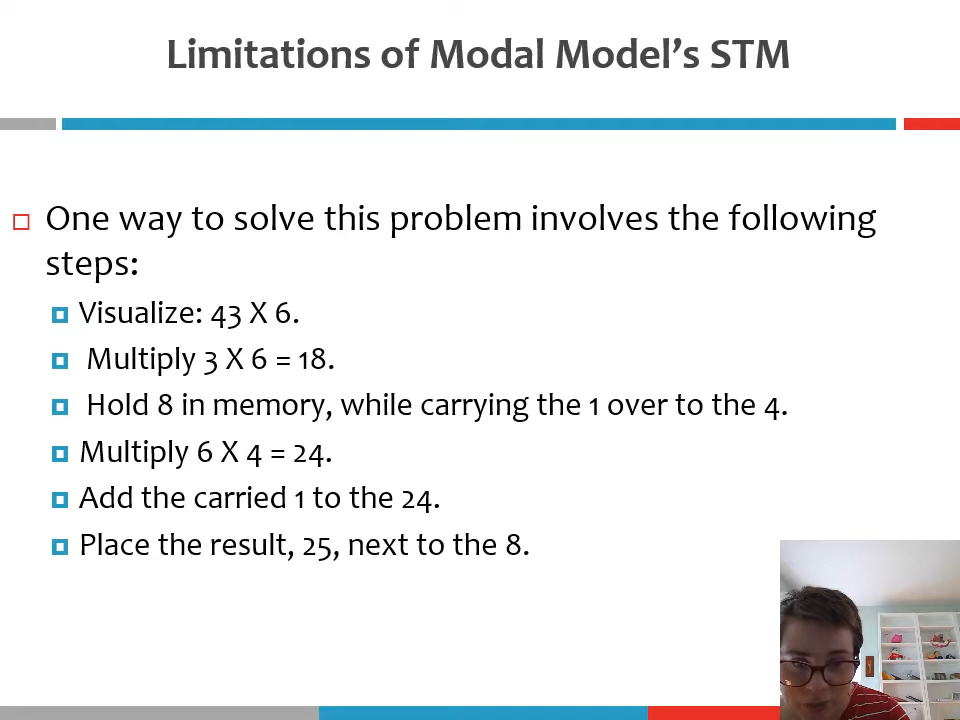 Limitations of Modal Model’s STM
One way to solve this problem involves the following
steps:
Visualize: 43 X 6.
Multiply 3 X 6 = 18.
Hold 8 in memory, while carrying the 1 over to the 4.
Multiply 6 X 4 = 24.
Add the carried 1 to the 24.
Place the result, 25, next to the 8.